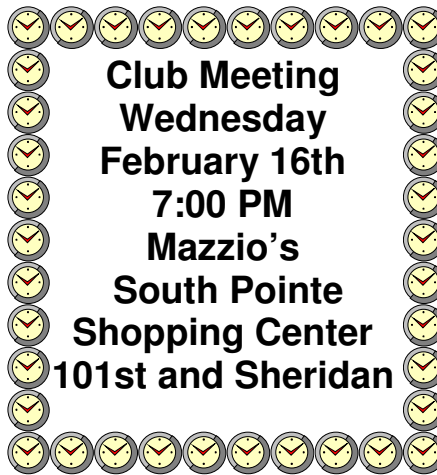 Club Meeting
Wednesday
February 16th
7:00 PM
Mazzio’s
South Pointe
Shopping Center
101st and Sheridan